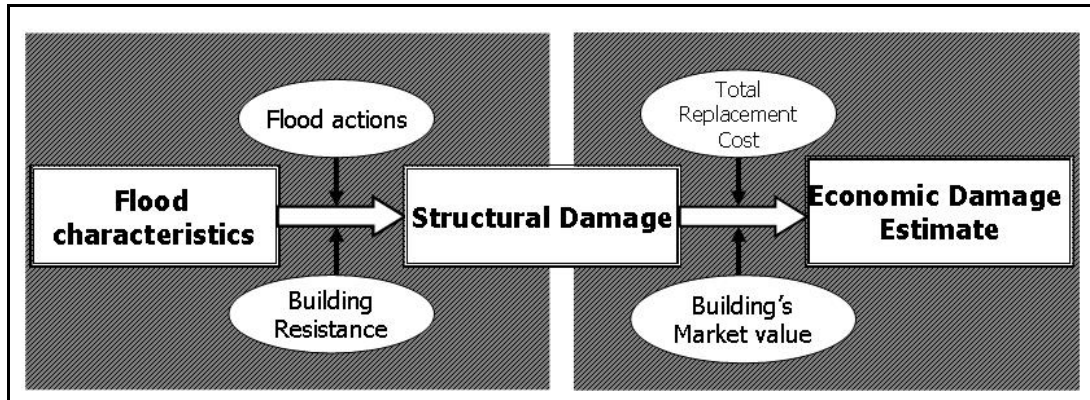 Flood actions
Total
Replacement
Cost
Flood
characteristics
Structural Damage
Economic Damage
Estimate
Building
Resistance
Building's
Market value